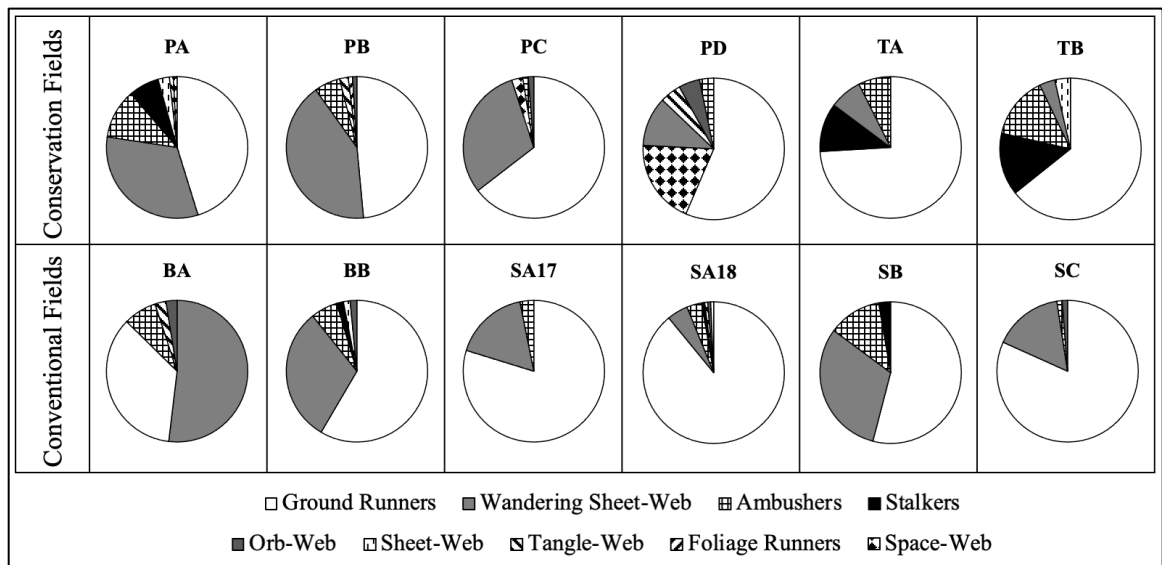 Conservation Fields
PA PB PC PD TA TB
Conventional Fields
BA BB SA17 SA18 SB SC
Ground Runners Wandering Sheet-Web Ambushers Stalkers
Orb-Web Sheet-Web Tangle-Web Foliage Runners Space-Web